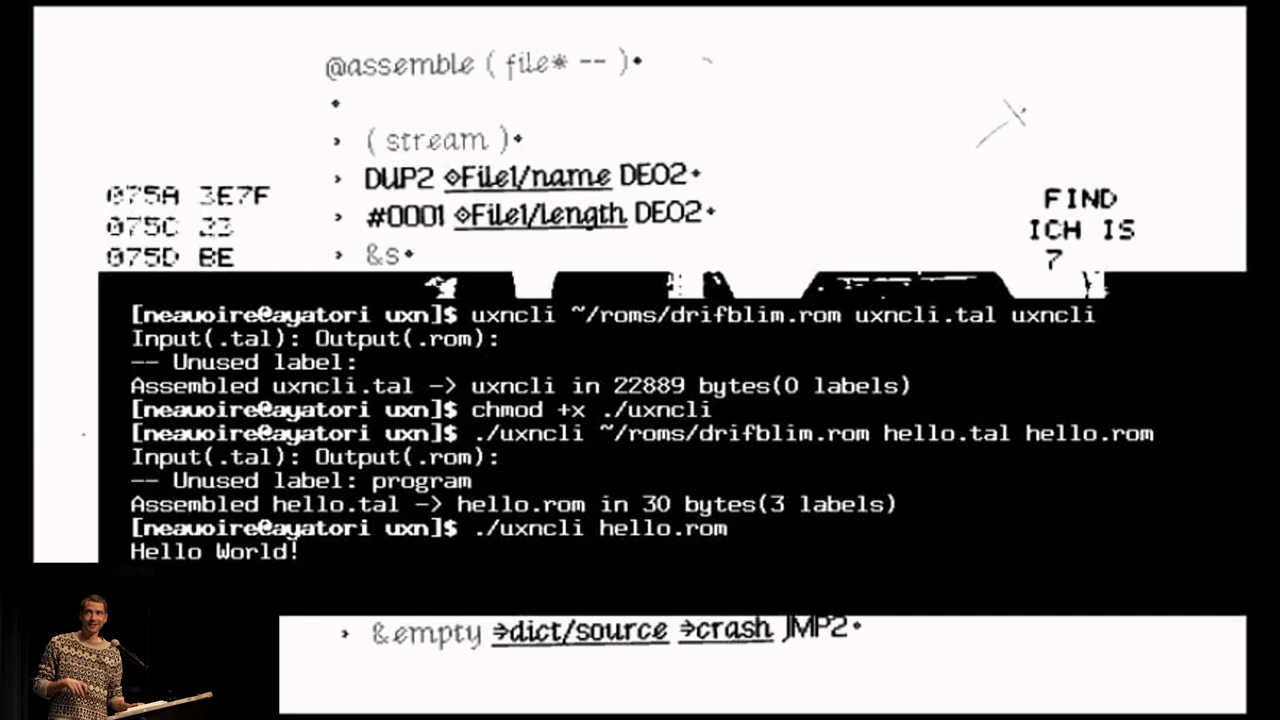 @assemble ( file* -- )
( stream )
DUP2 ⋄File1/name DEO2
#0001 ⋄File1/length DEO2
&s
075A 3E7F
075C 33
075D BE
FIND
ICH IS
7
[neauoire@ayatori uxn]$ uxncli ~/roms/drifblim.rom uxncli.tal uxncli
Input(.tal): Output(.rom):
-- Unused label:
Assembled uxncli.tal -> uxncli in 22889 bytes(0 labels)
[neauoire@ayatori uxn]$ chmod +x ./uxncli
[neauoire@ayatori uxn]$ ./uxncli ~/roms/drifblim.rom hello.tal hello.rom
Input(.tal): Output(.rom):
-- Unused label: program
Assembled hello.tal -> hello.rom in 30 bytes(3 labels)
[neauoire@ayatori uxn]$ ./uxncli hello.rom
Hello World!
&empty ⇒dict/source ⇒crash JMP2